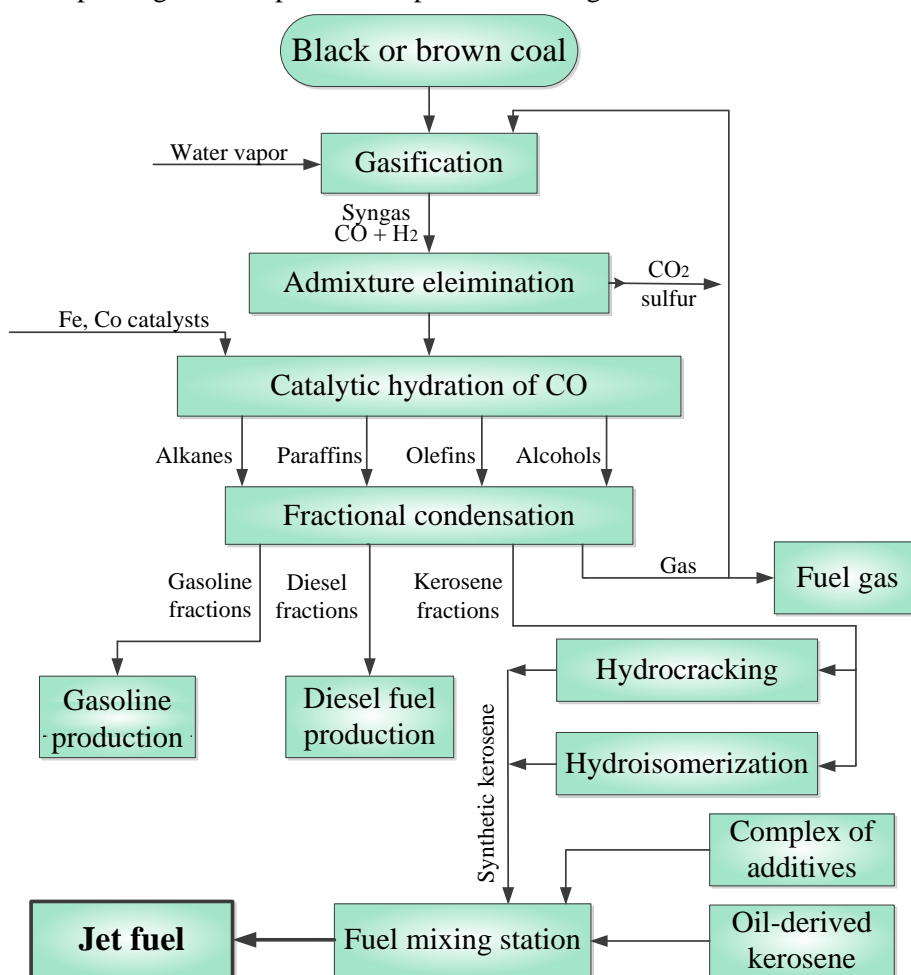 Black or brown coal
Water vapor
Gasification
Syngas
CO + H2
Admixture eleimination
CO2
sulfur
Fe, Co catalysts
Catalytic hydration of CO
Alkanes
Paraffins
Olefins
Alcohols
Fractional condensation
Gas
Fuel gas
Gasoline
fractions
Diesel
fractions
Kerosene
fractions
Hydrocracking
Gasoline
production
Diesel fuel
production
Synthetic kerosene
Hydroisomerization
Complex of
additives
Jet fuel
Fuel mixing station
Oil-derived
kerosene